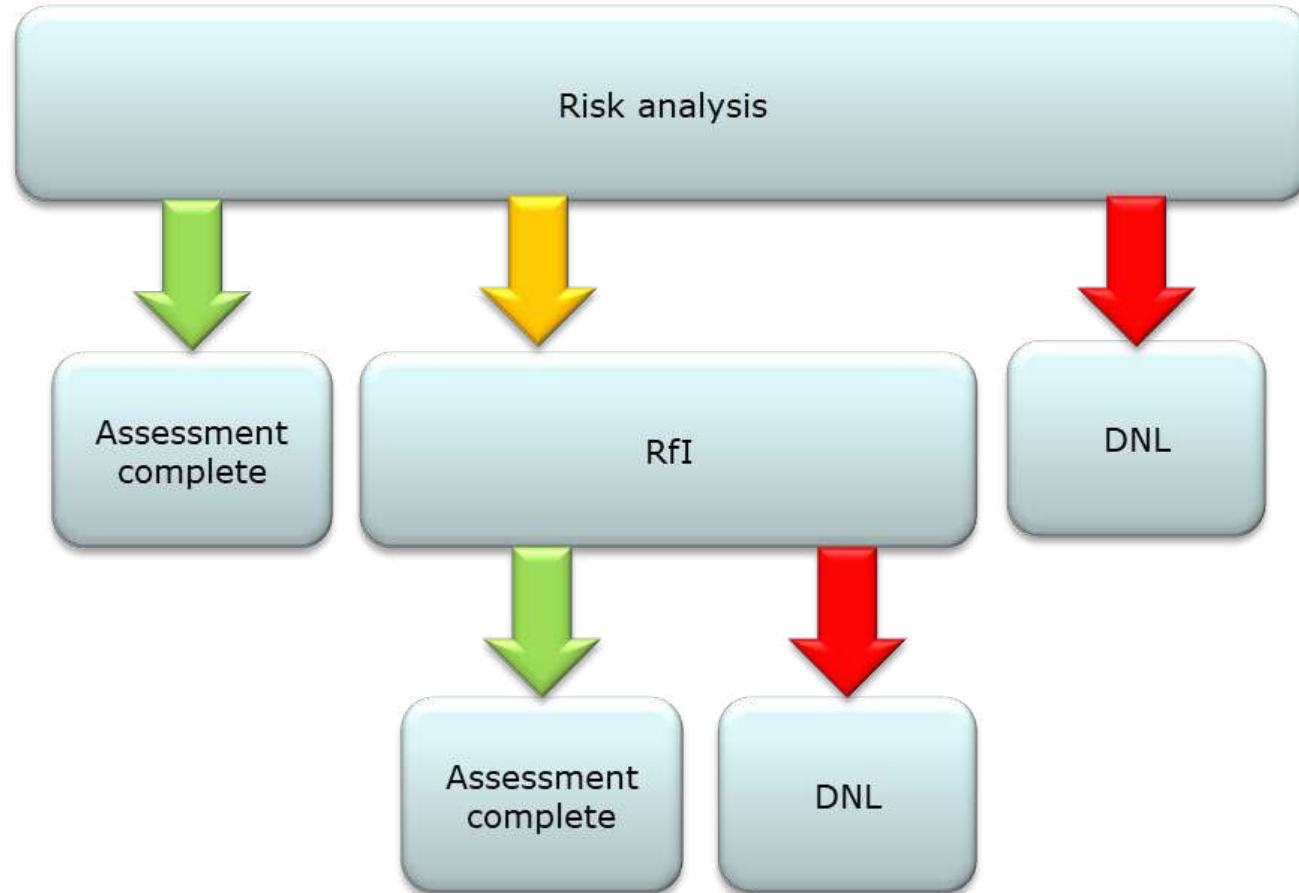 Risk analysis
Assessment
complete
RfI
DNL
Assessment
complete
DNL